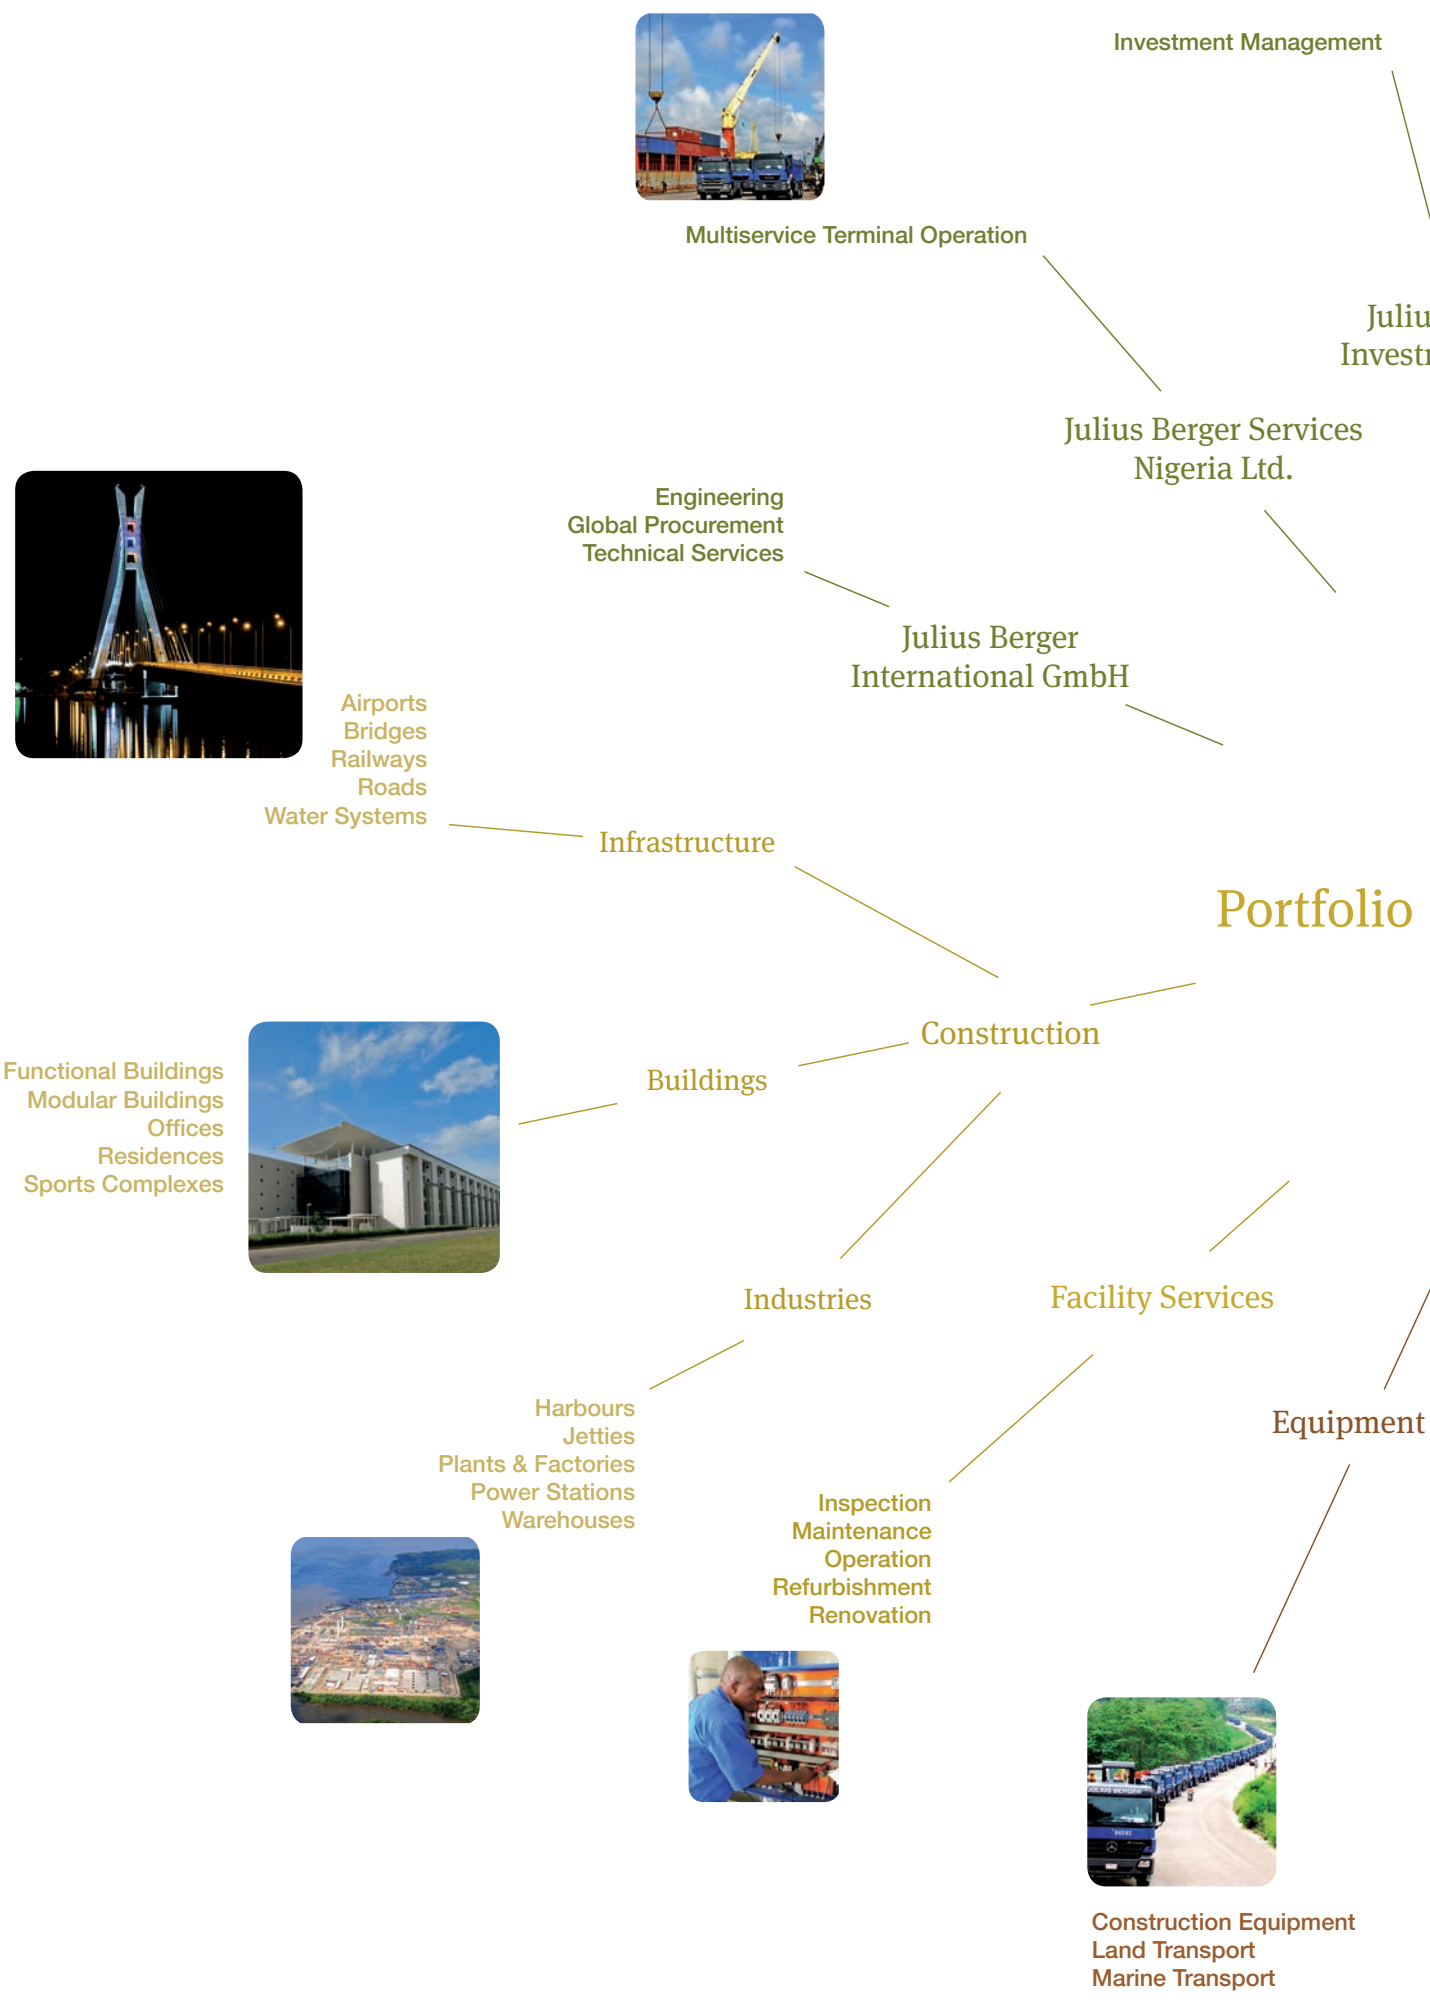 Investment Management
Multiservice Terminal Operation
Julius Berger Services
Nigeria Ltd.
Engineering
Global Procurement
Technical Services
Julius Berger
International GmbH
Airports
Bridges
Railways
Roads
Water Systems
Infrastructure
Portfolio
Construction
Buildings
Functional Buildings
Modular Buildings
Offices
Residences
Sports Complexes
Industries
Facility Services
Harbours
Jetties
Plants & Factories
Power Stations
Warehouses
Equipment
Inspection
Maintenance
Operation
Refurbishment
Renovation
JULIUS BERGER
Construction Equipment
Land Transport
Marine Transport